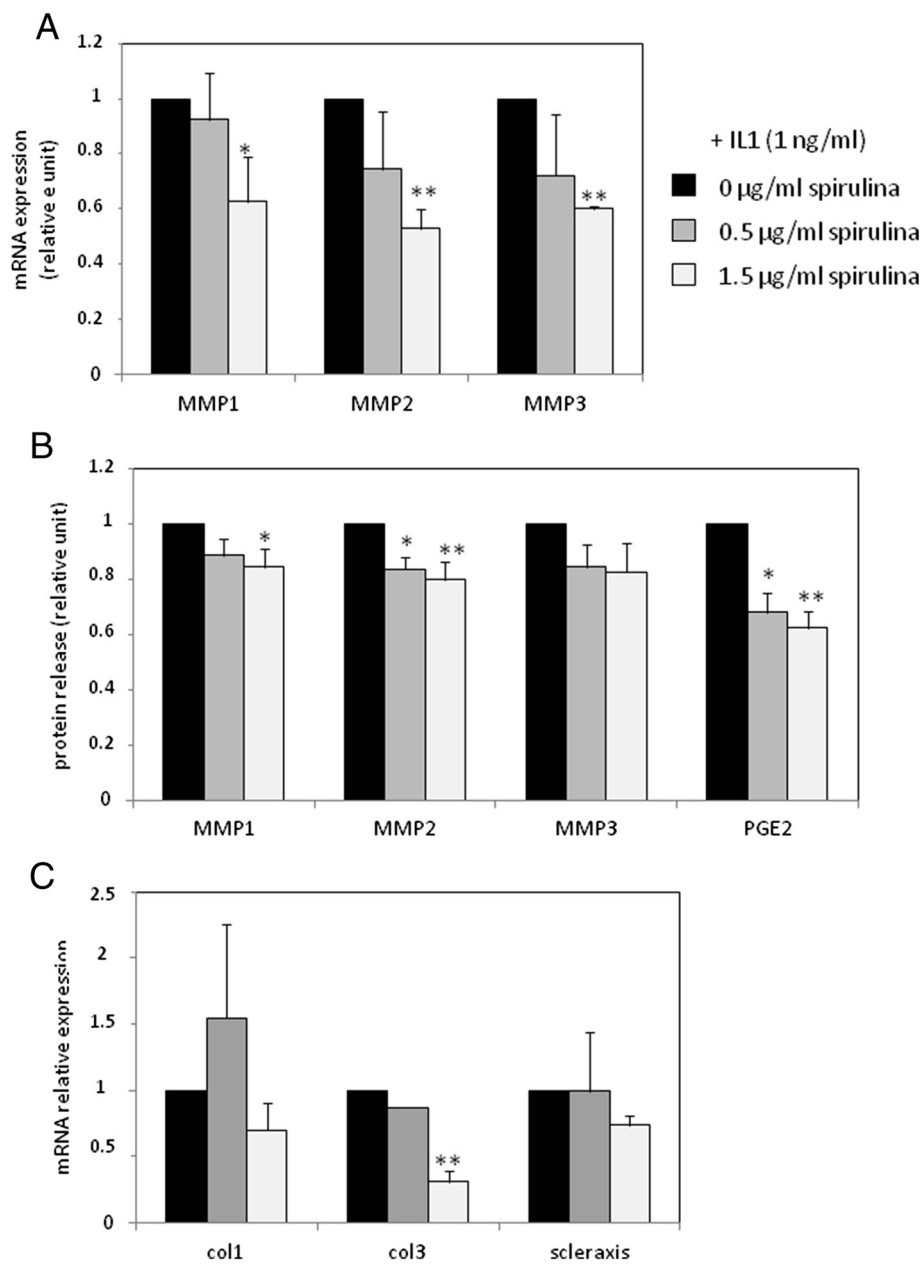 A
1.2
1
0.8
0.6
0.4
0.2
0
mRNA expression
(relative e unit)
*
**
**
MMP1 MMP2 MMP3
+ IL1 (1 ng/ml)
0 µg/ml spirulina
0.5 µg/ml spirulina
1.5 µg/ml spirulina
B
1.2
1
0.8
0.6
0.4
0.2
0
protein release (relative unit)
*
* **
* **
MMP1 MMP2 MMP3 PGE2
C
2.5
2
1.5
1
0.5
0
mRNA relative expression
**
col1 col3 scleraxis